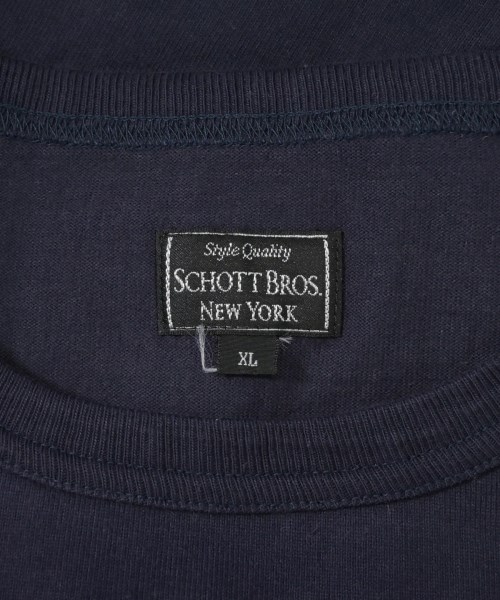 Style Quality
SCHOTT BROS.
NEW YORK
XL